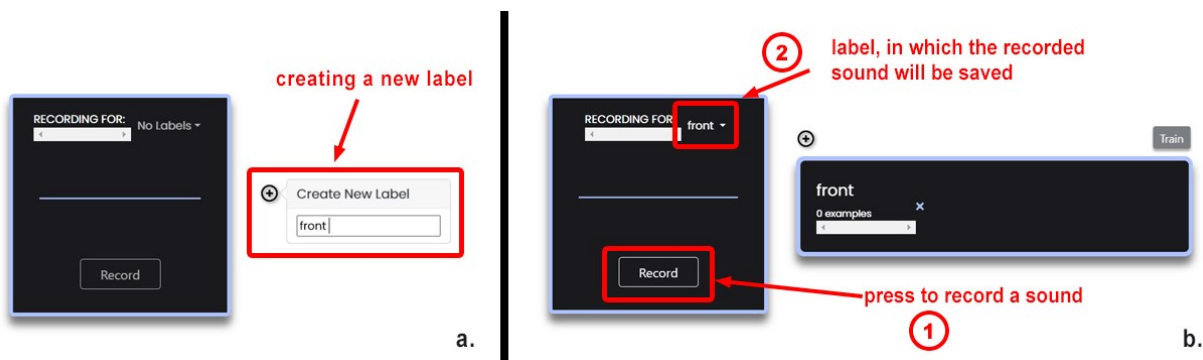 creating a new label
RECORDING FOR:
No Labels
Create New Label
front
Record
a.
2
label, in which the recorded
sound will be saved
RECORDING FOR
front
Train
front
0 examples
Record
press to record a sound
1
b.